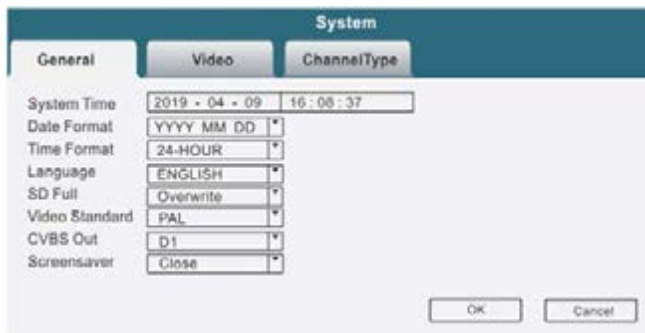 System
General Video ChannelType
System Time 2019 - 04 - 09 16 : 08 : 37
Date Format YYYY MM DD
Time Format 24-HOUR
Language ENGLISH
SD Full Overwrite
Video Standard PAL
CVBS Out D1
Screensaver Close
OK Cancel